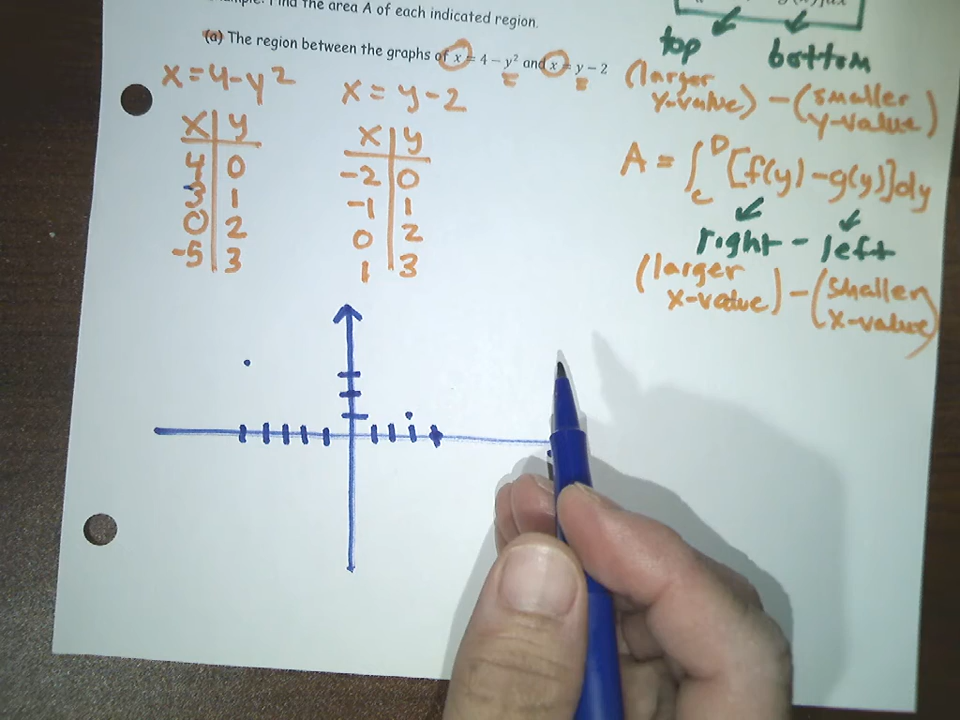 Find the area A of each indicated region.
(a) The region between the graphs of x = 4 - y² and x = y - 2
top bottom
(larger y-value) - (smaller y-value)
x = 4 - y²
x = y - 2
x y
4 0
3 1
0 2
-5 3
x y
-2 0
-1 1
0 2
1 3
A = ∫ c D [f(y) - g(y)] dy
right - left
(larger x-value) - (smaller x-value)